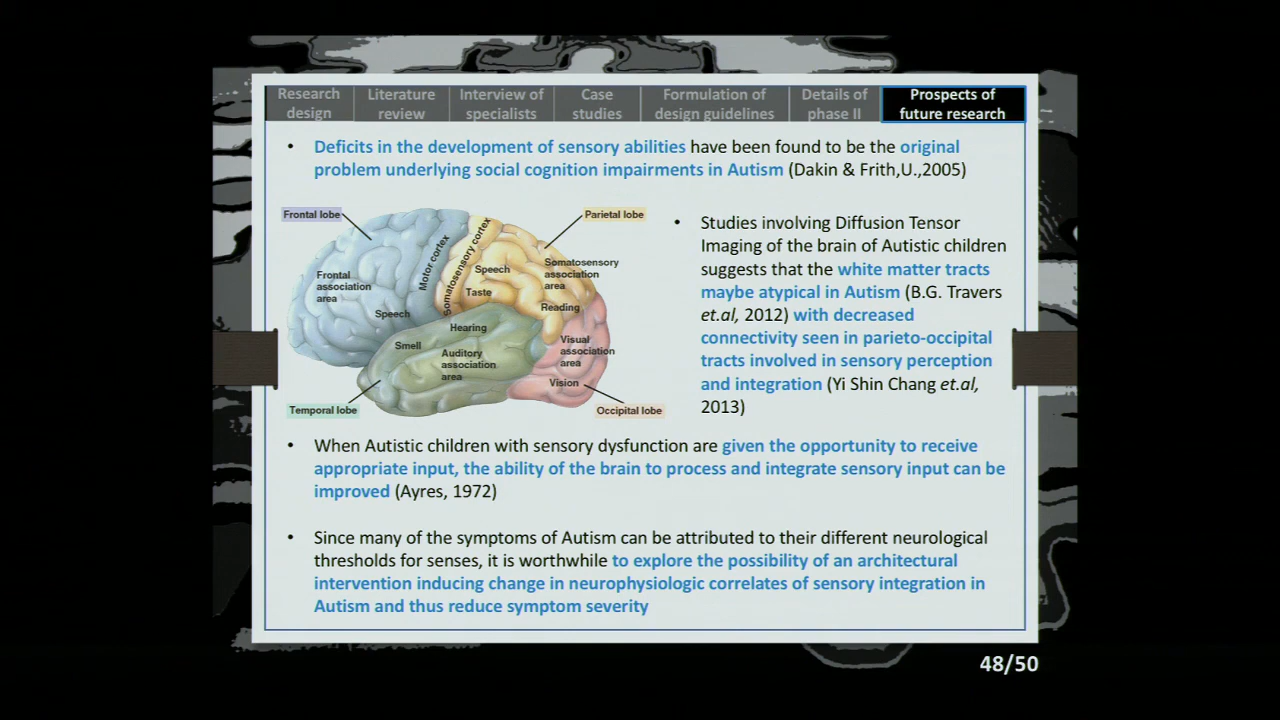 Research design
Literature review
Interview of specialists
Case studies
Formulation of design guidelines
Details of phase II
Prospects of future research
• Deficits in the development of sensory abilities have been found to be the original
problem underlying social cognition impairments in Autism (Dakin & Frith,U.,2005)
Frontal lobe
Parietal lobe
Motor cortex
Somatosensory cortex
Frontal
association
area
Speech
Speech
Taste
Somatosensory
association
area
Reading
Hearing
Smell
Auditory
association
area
Visual
association
area
Vision
Temporal lobe
Occipital lobe
• Studies involving Diffusion Tensor
Imaging of the brain of Autistic children
suggests that the white matter tracts
maybe atypical in Autism (B.G. Travers
et.al, 2012) with decreased
connectivity seen in parieto-occipital
tracts involved in sensory perception
and integration (Yi Shin Chang et.al,
2013)
• When Autistic children with sensory dysfunction are given the opportunity to receive
appropriate input, the ability of the brain to process and integrate sensory input can be
improved (Ayres, 1972)
• Since many of the symptoms of Autism can be attributed to their different neurological
thresholds for senses, it is worthwhile to explore the possibility of an architectural
intervention inducing change in neurophysiologic correlates of sensory integration in
Autism and thus reduce symptom severity
48/50